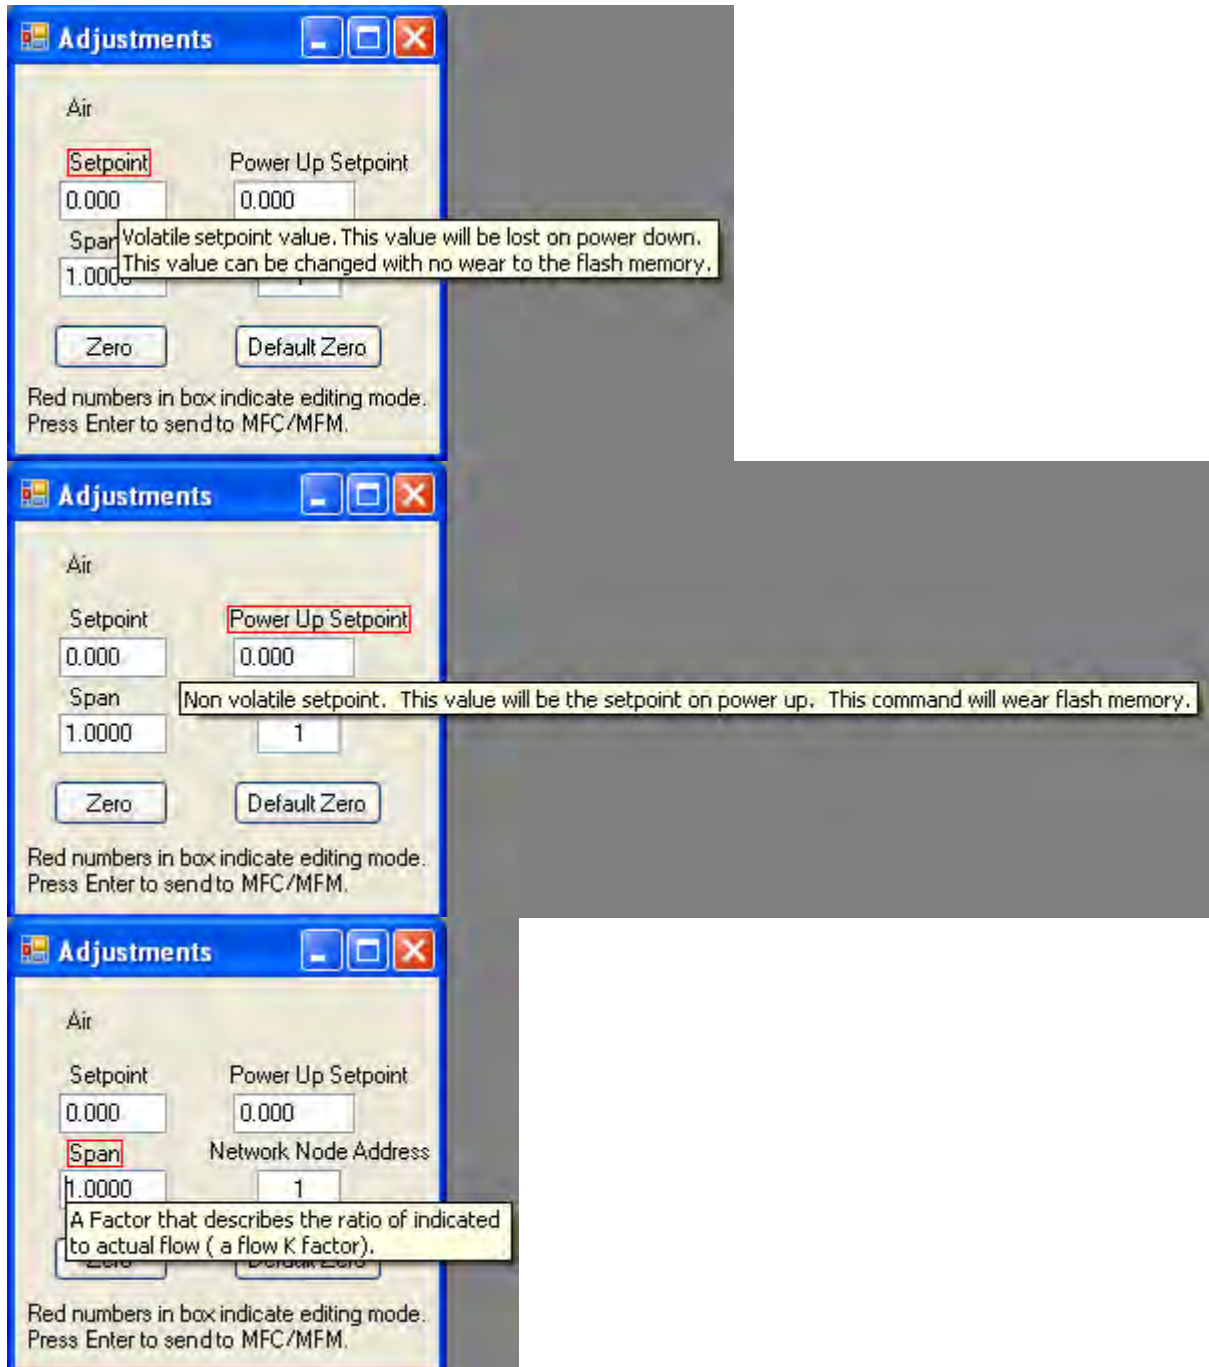 Adjustments
Air
Setpoint Power Up Setpoint
0.000 0.000
Volatile setpoint value. This value will be lost on power down.
This value can be changed with no wear to the flash memory.
Zero Default Zero
Red numbers in box indicate editing mode.
Press Enter to send to MFC/MFM.
Adjustments
Air
Setpoint Power Up Setpoint
0.000 0.000
Span
Non volatile setpoint. This value will be the setpoint on power up. This command will wear flash memory.
1.0000 1
Zero Default Zero
Red numbers in box indicate editing mode.
Press Enter to send to MFC/MFM.
Adjustments
Air
Setpoint Power Up Setpoint
0.000 0.000
Span Network Node Address
1.0000 1
A Factor that describes the ratio of indicated
to actual flow ( a flow K factor).
Red numbers in box indicate editing mode.
Press Enter to send to MFC/MFM.